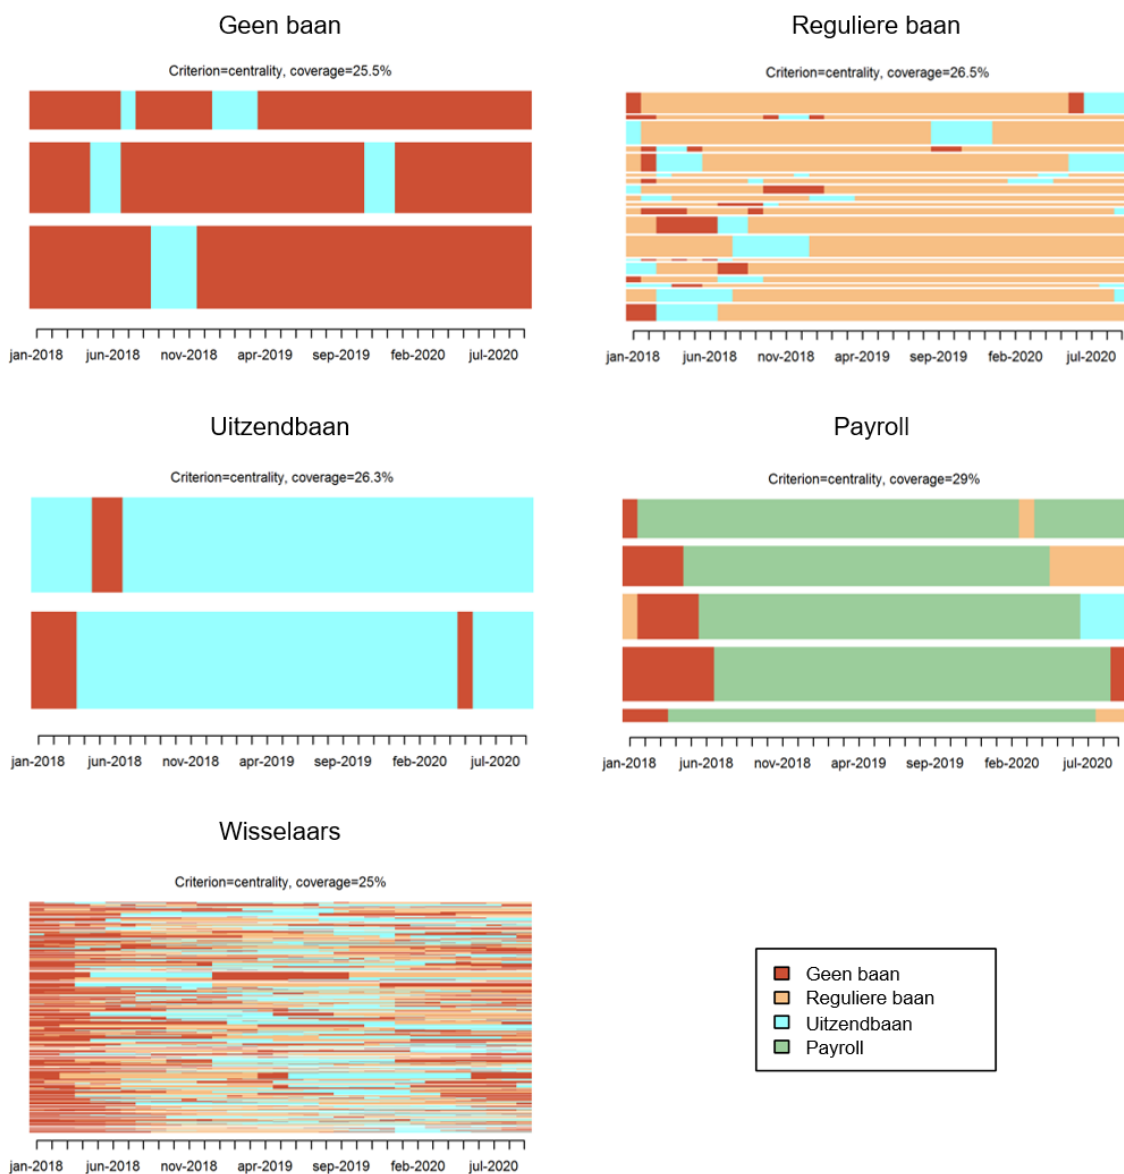 Geen baan
Criterion=centrality, coverage=25.5%
jan-2018 jun-2018 nov-2018 apr-2019 sep-2019 feb-2020 jul-2020
Reguliere baan
Criterion=centrality, coverage=26.5%
jan-2018 jun-2018 nov-2018 apr-2019 sep-2019 feb-2020 jul-2020
Uitzendbaan
Criterion=centrality, coverage=26.3%
jan-2018 jun-2018 nov-2018 apr-2019 sep-2019 feb-2020 jul-2020
Payroll
Criterion=centrality, coverage=29%
jan-2018 jun-2018 nov-2018 apr-2019 sep-2019 feb-2020 jul-2020
Wisselaars
Criterion=centrality, coverage=25%
jan-2018 jun-2018 nov-2018 apr-2019 sep-2019 feb-2020 jul-2020
Geen baan
Reguliere baan
Uitzendbaan
Payroll